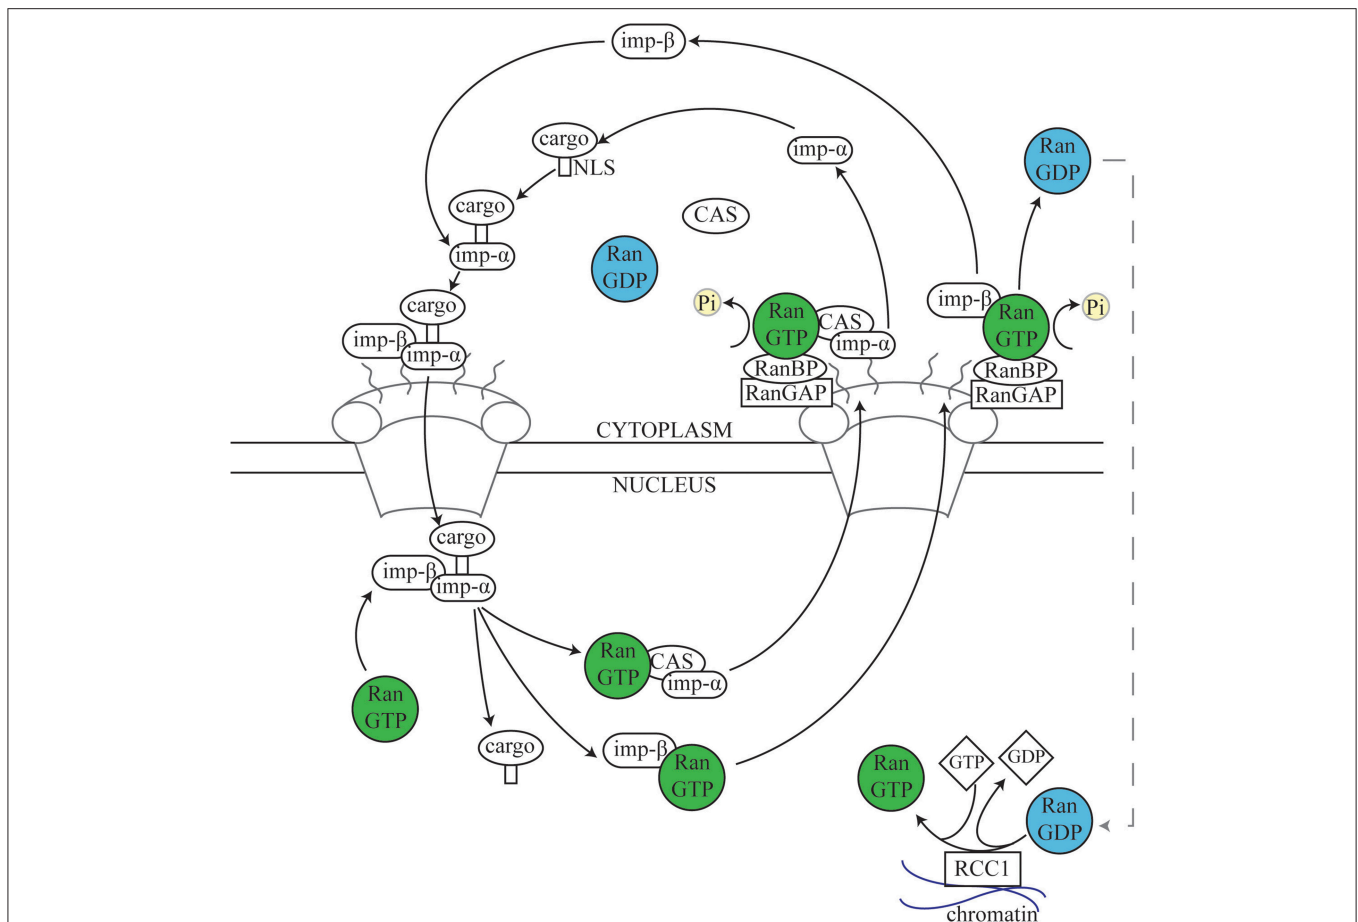 imp-β
cargo
NLS
imp-α
Ran
GDP
cargo
imp-α
CAS
Ran
GDP
cargo
imp-β
imp-α
Pi
Ran
GTP
CAS
imp-α
RanBP
RanGAP
imp-β
Ran
GTP
Pi
RanBP
RanGAP
CYTOPLASM
NUCLEUS
cargo
imp-β
imp-α
Ran
GTP
Ran
GTP
CAS
imp-α
cargo
imp-β
Ran
GTP
Ran
GTP
GTP
GDP
Ran
GDP
RCC1
chromatin